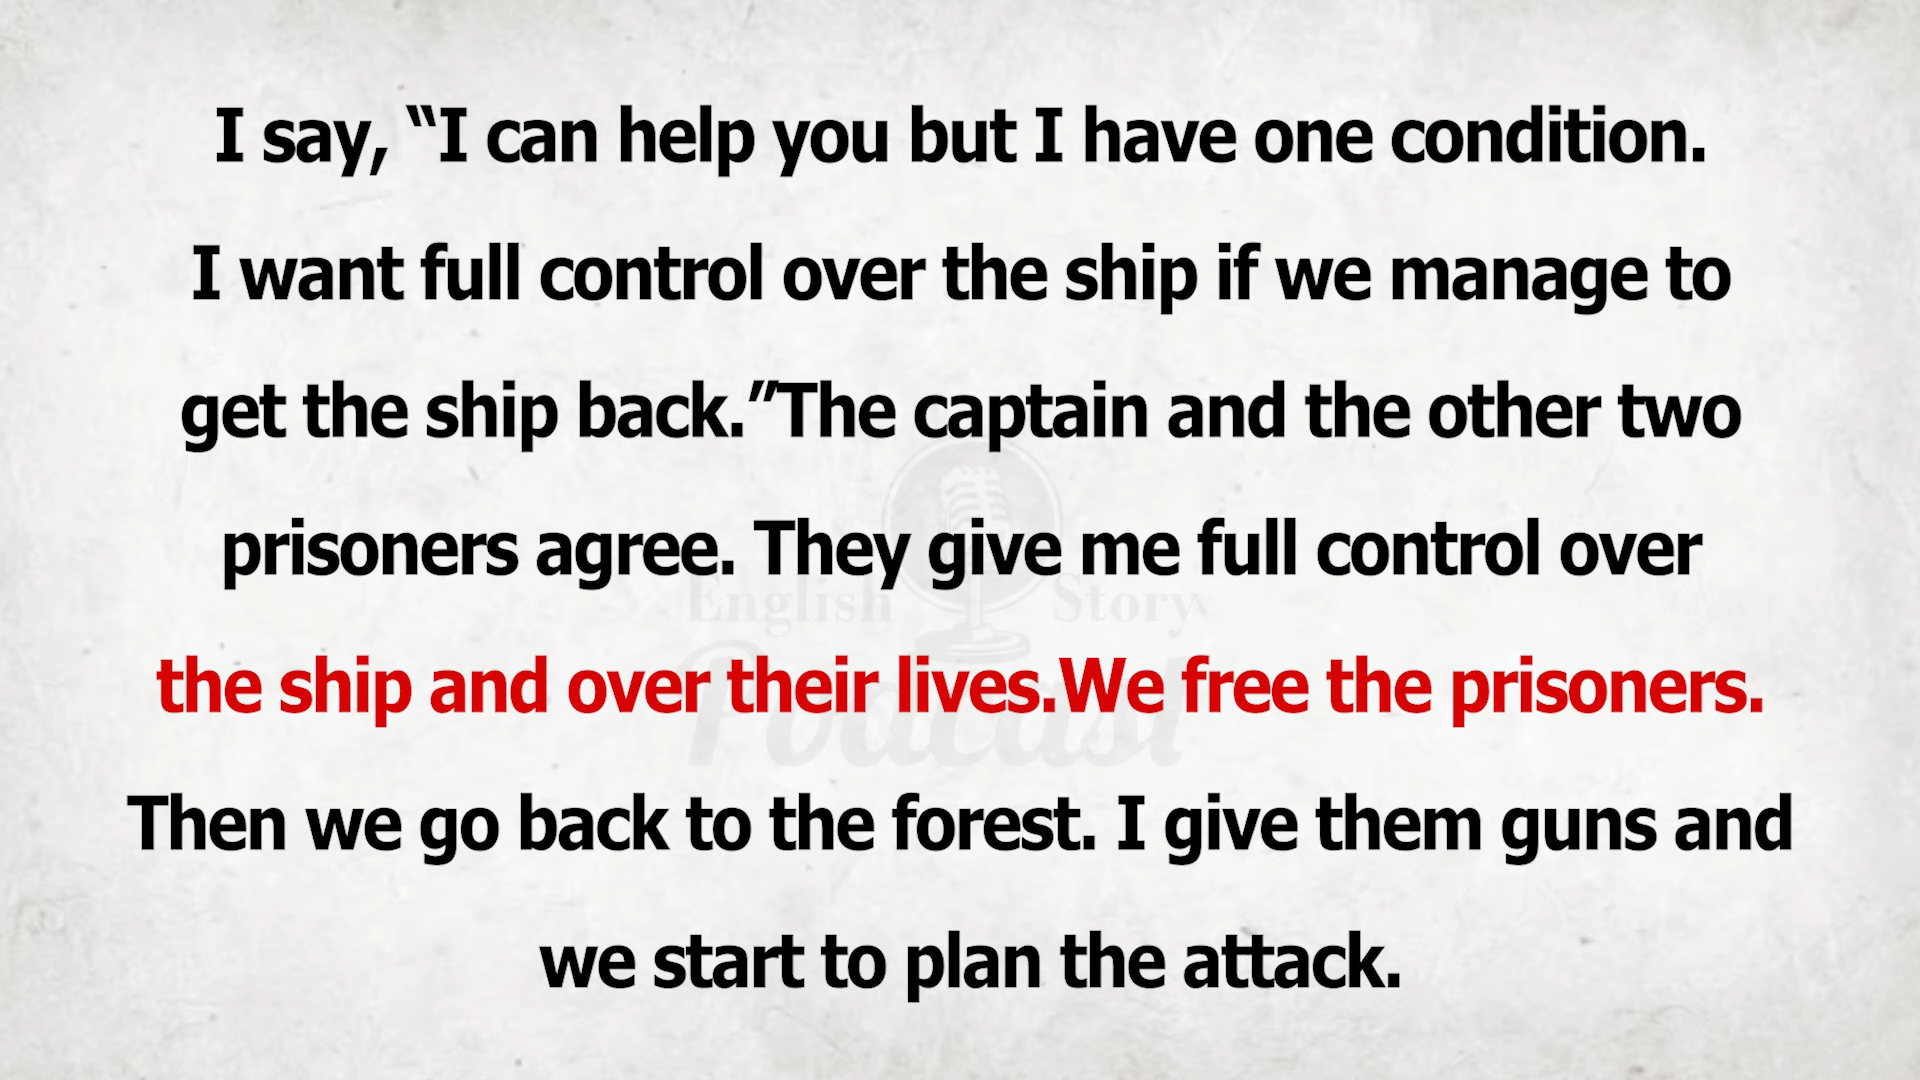 I say, “I can help you but I have one condition.
I want full control over the ship if we manage to
get the ship back.”The captain and the other two
prisoners agree. They give me full control over
the ship and over their lives.We free the prisoners.
Then we go back to the forest. I give them guns and
we start to plan the attack.
English Story
Podcast